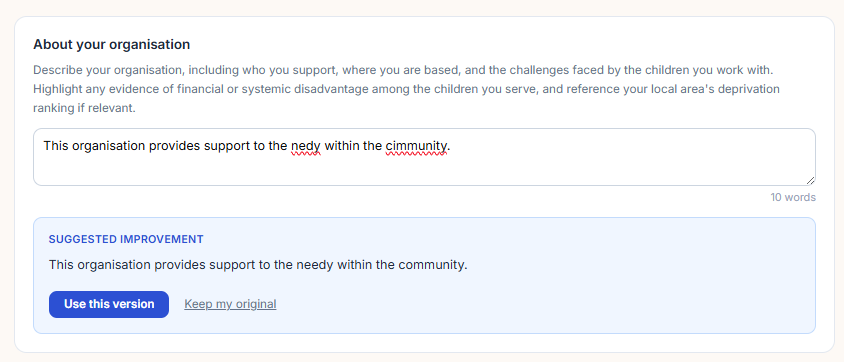 About your organisation
Describe your organisation, including who you support, where you are based, and the challenges faced by the children you work with.
Highlight any evidence of financial or systemic disadvantage among the children you serve, and reference your local area's deprivation
ranking if relevant.
This organisation provides support to the nedy within the cimmunity.
10 words
SUGGESTED IMPROVEMENT
This organisation provides support to the needy within the community.
Use this version Keep my original